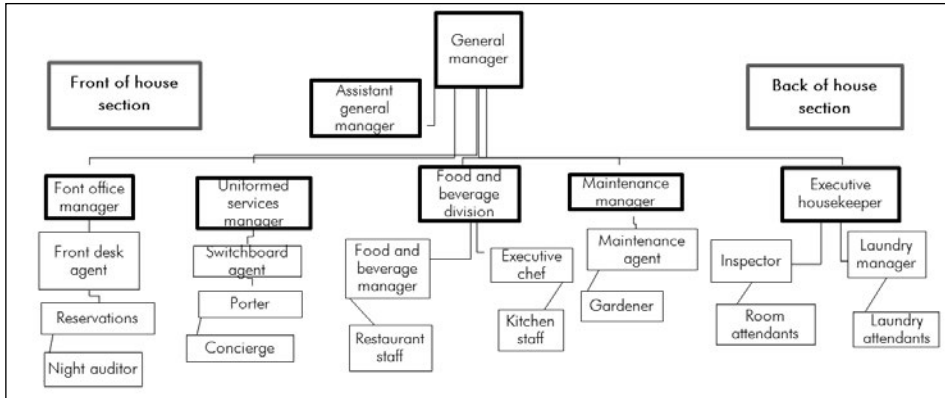 General
manager
Front of house
section
Back of house
section
Assistant
general
manager
Font office
manager
Uniformed
services
manager
Food and
beverage
division
Maintenance
manager
Executive
housekeeper
Front desk
agent
Switchboard
agent
Food and
beverage
manager
Executive
chef
Maintenance
agent
Inspector
Laundry
manager
Reservations
Porter
Gardener
Night auditor
Concierge
Restaurant
staff
Kitchen
staff
Room
attendants
Laundry
attendants